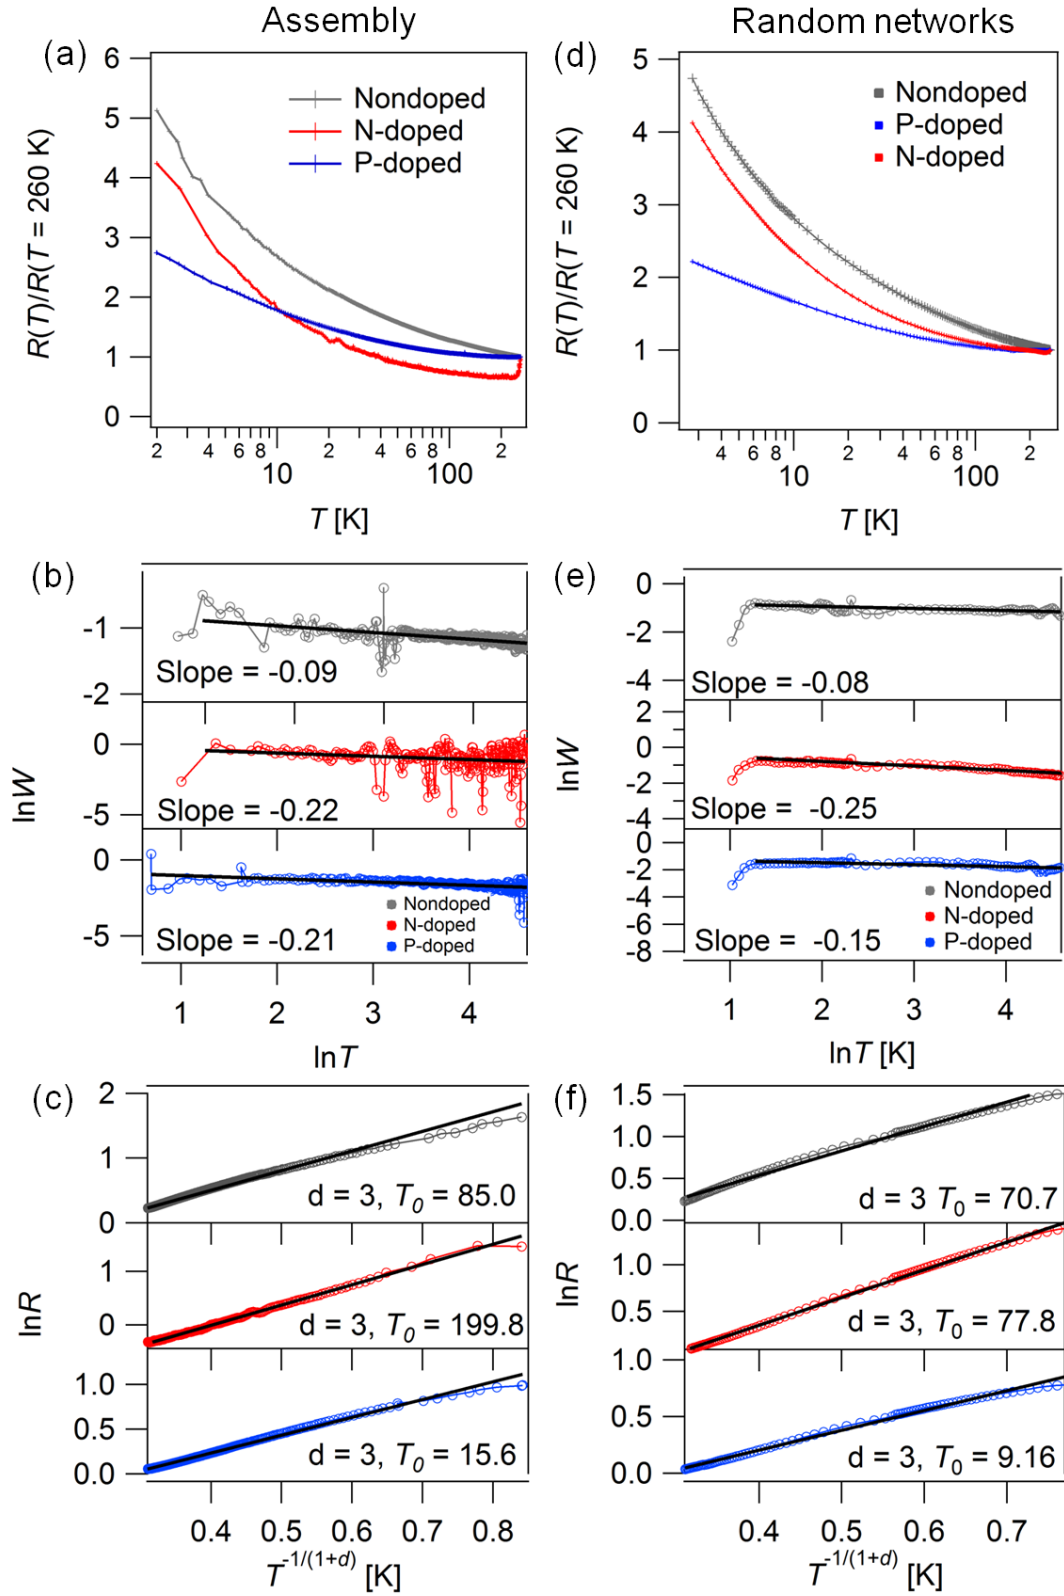 Assembly
Random networks
(a)
R(T)/R(T = 260 K)
6
5
4
3
2
1
0
Nondoped
N-doped
P-doped
2 4 6 8 2 4 6 8 2
10 100
T [K]
(d)
R(T)/R(T = 260 K)
5
4
3
2
1
0
Nondoped
P-doped
N-doped
4 6 8 2 4 6 8 2
10 100
T [K]
(b)
lnW
-1
-2
Slope = -0.09
0
-5
Slope = -0.22
0
-5
Slope = -0.21
Nondoped
N-doped
P-doped
1 2 3 4
lnT
(e)
lnW
0
-2
-4
Slope = -0.08
2
0
-2
-4
Slope = -0.25
0
-2
-4
-6
-8
Slope = -0.15
Nondoped
N-doped
P-doped
1 2 3 4
lnT [K]
(c)
lnR
2
1
0
d = 3, T0 = 85.0
1
0
d = 3, T0 = 199.8
1.0
0.5
0.0
d = 3, T0 = 15.6
0.4 0.5 0.6 0.7 0.8
T-1/(1+d) [K]
(f)
lnR
1.5
1.0
0.5
0.0
d = 3 T0 = 70.7
1.0
0.5
d = 3, T0 = 77.8
1.0
0.5
0.0
d = 3, T0 = 9.16
0.4 0.5 0.6 0.7
T-1/(1+d) [K]